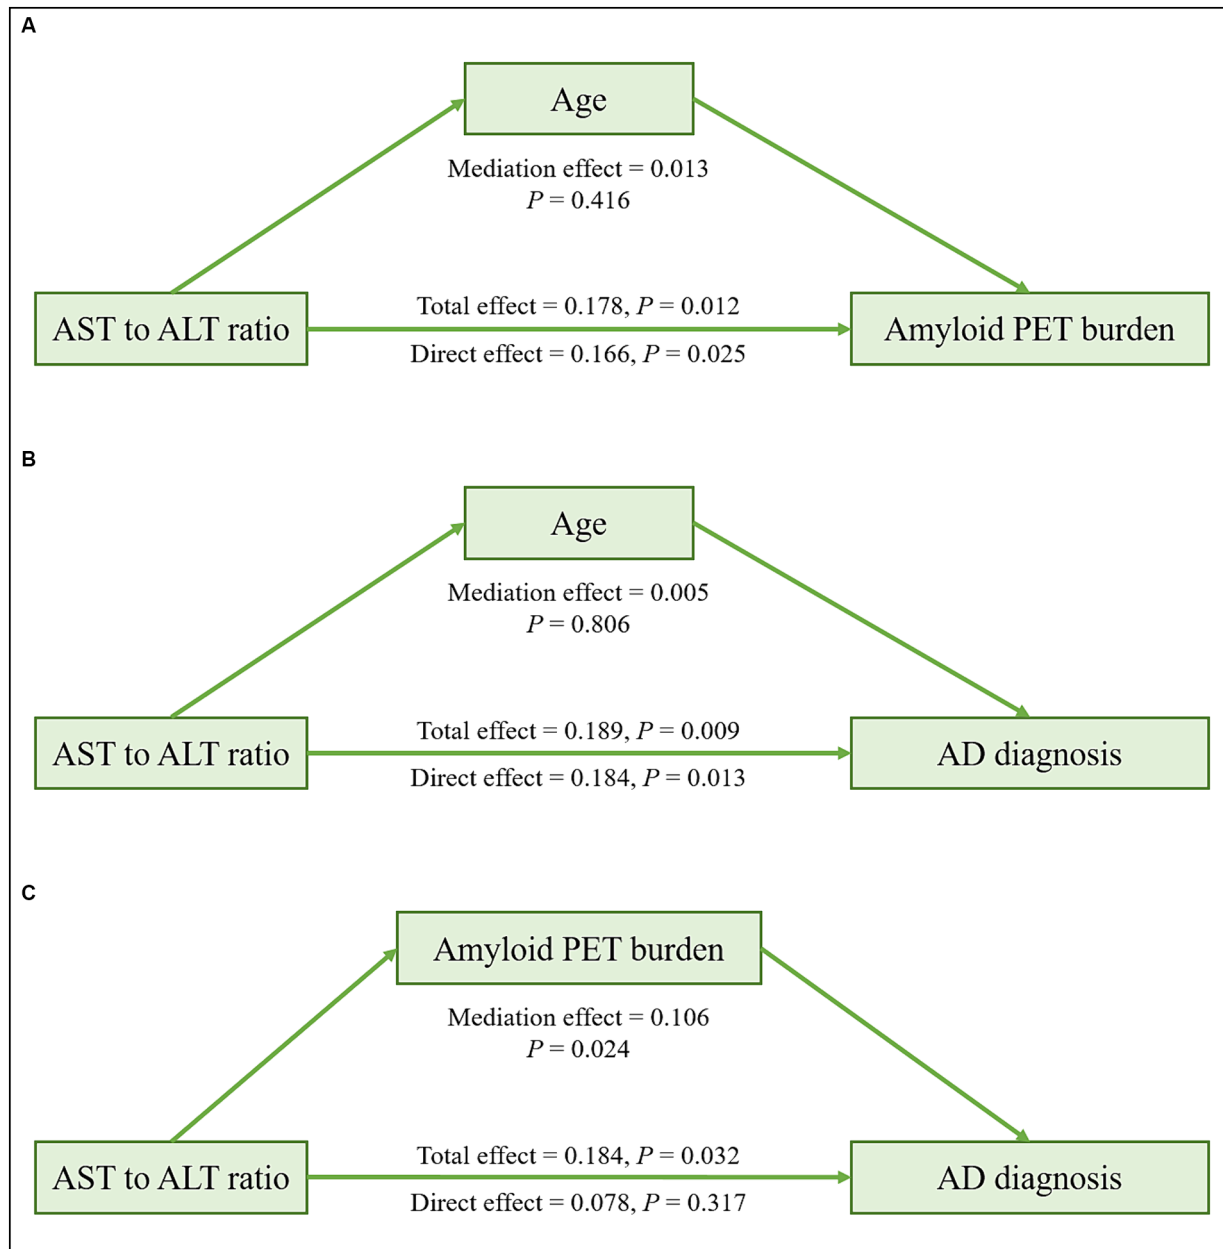 A
Age
Mediation effect = 0.013
P = 0.416
AST to ALT ratio
Total effect = 0.178, P = 0.012
Direct effect = 0.166, P = 0.025
Amyloid PET burden
B
Age
Mediation effect = 0.005
P = 0.806
AST to ALT ratio
Total effect = 0.189, P = 0.009
Direct effect = 0.184, P = 0.013
AD diagnosis
C
Amyloid PET burden
Mediation effect = 0.106
P = 0.024
AST to ALT ratio
Total effect = 0.184, P = 0.032
Direct effect = 0.078, P = 0.317
AD diagnosis